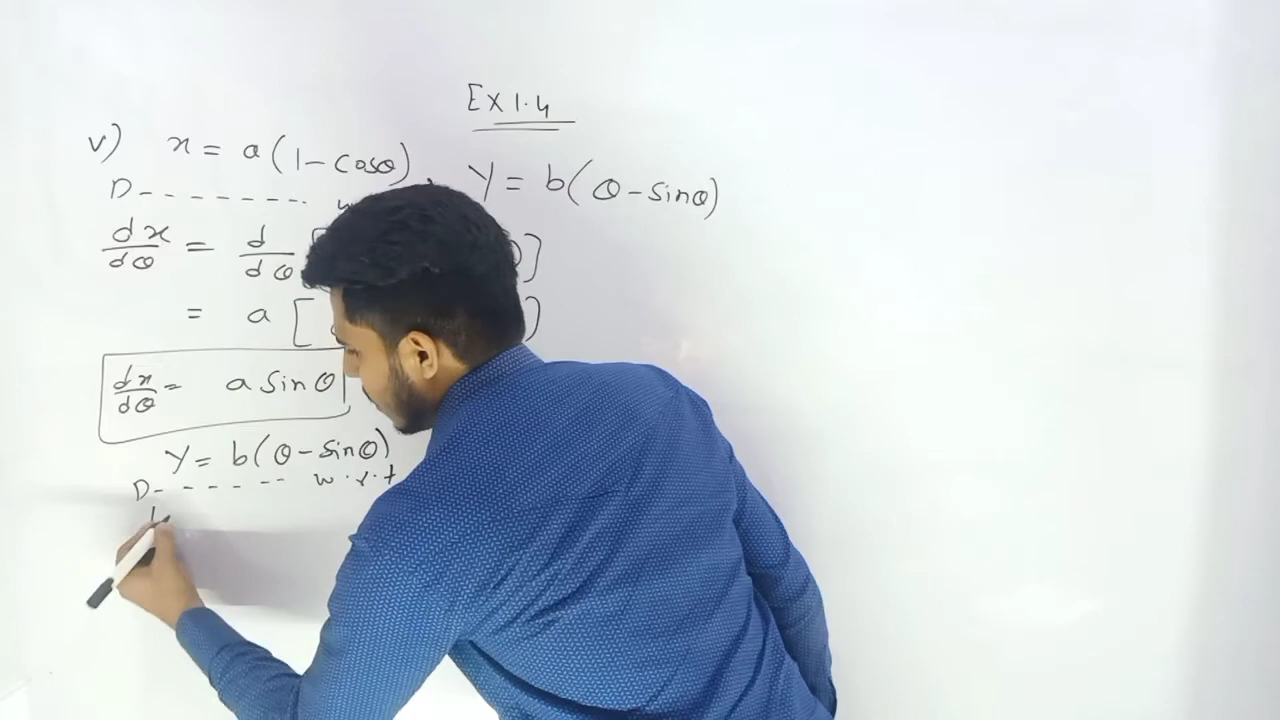 Ex 1.4
v) x = a(1 - cosθ), y = b(θ - sinθ)
D - - - - - - -
dx/dθ = d/dθ [ ]
= a [ )
dx/dθ = a sinθ
y = b(θ - sinθ)
D - - - - - - w.r.t